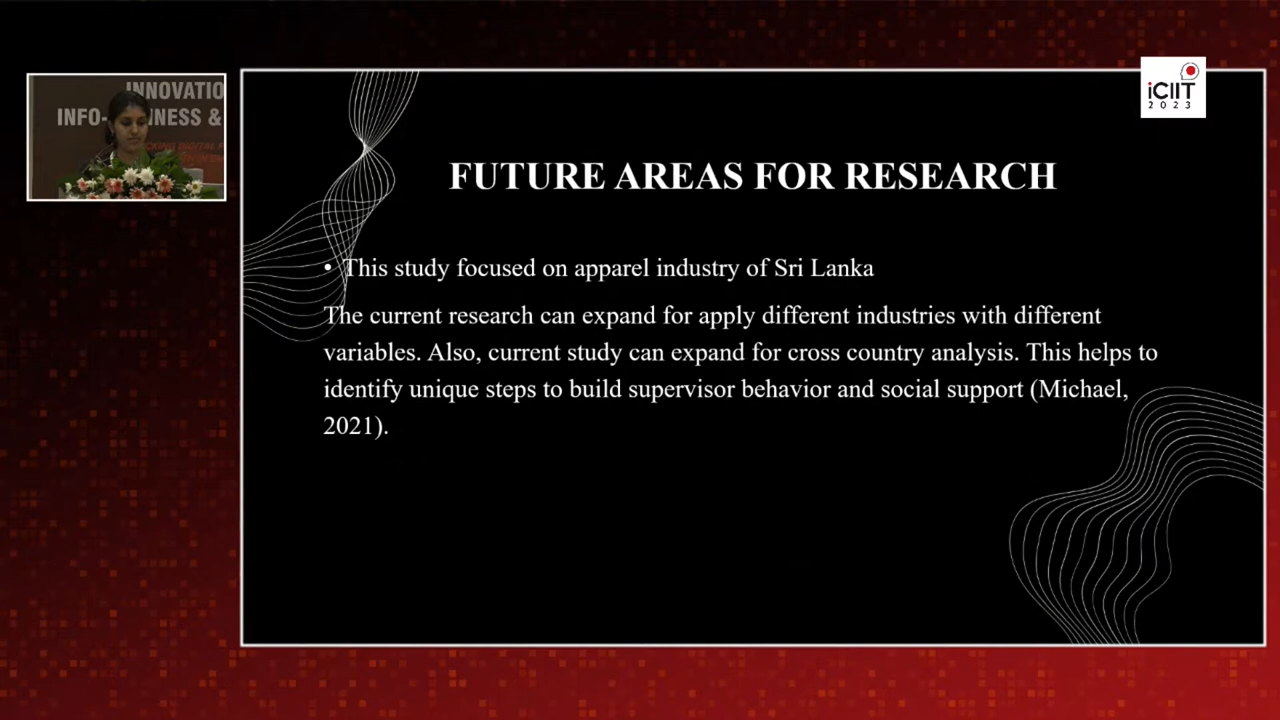 INNOVATIO
INFO-
NESS &
iCIIT
2023
FUTURE AREAS FOR RESEARCH
• This study focused on apparel industry of Sri Lanka
The current research can expand for apply different industries with different
variables. Also, current study can expand for cross country analysis. This helps to
identify unique steps to build supervisor behavior and social support (Michael,
2021).